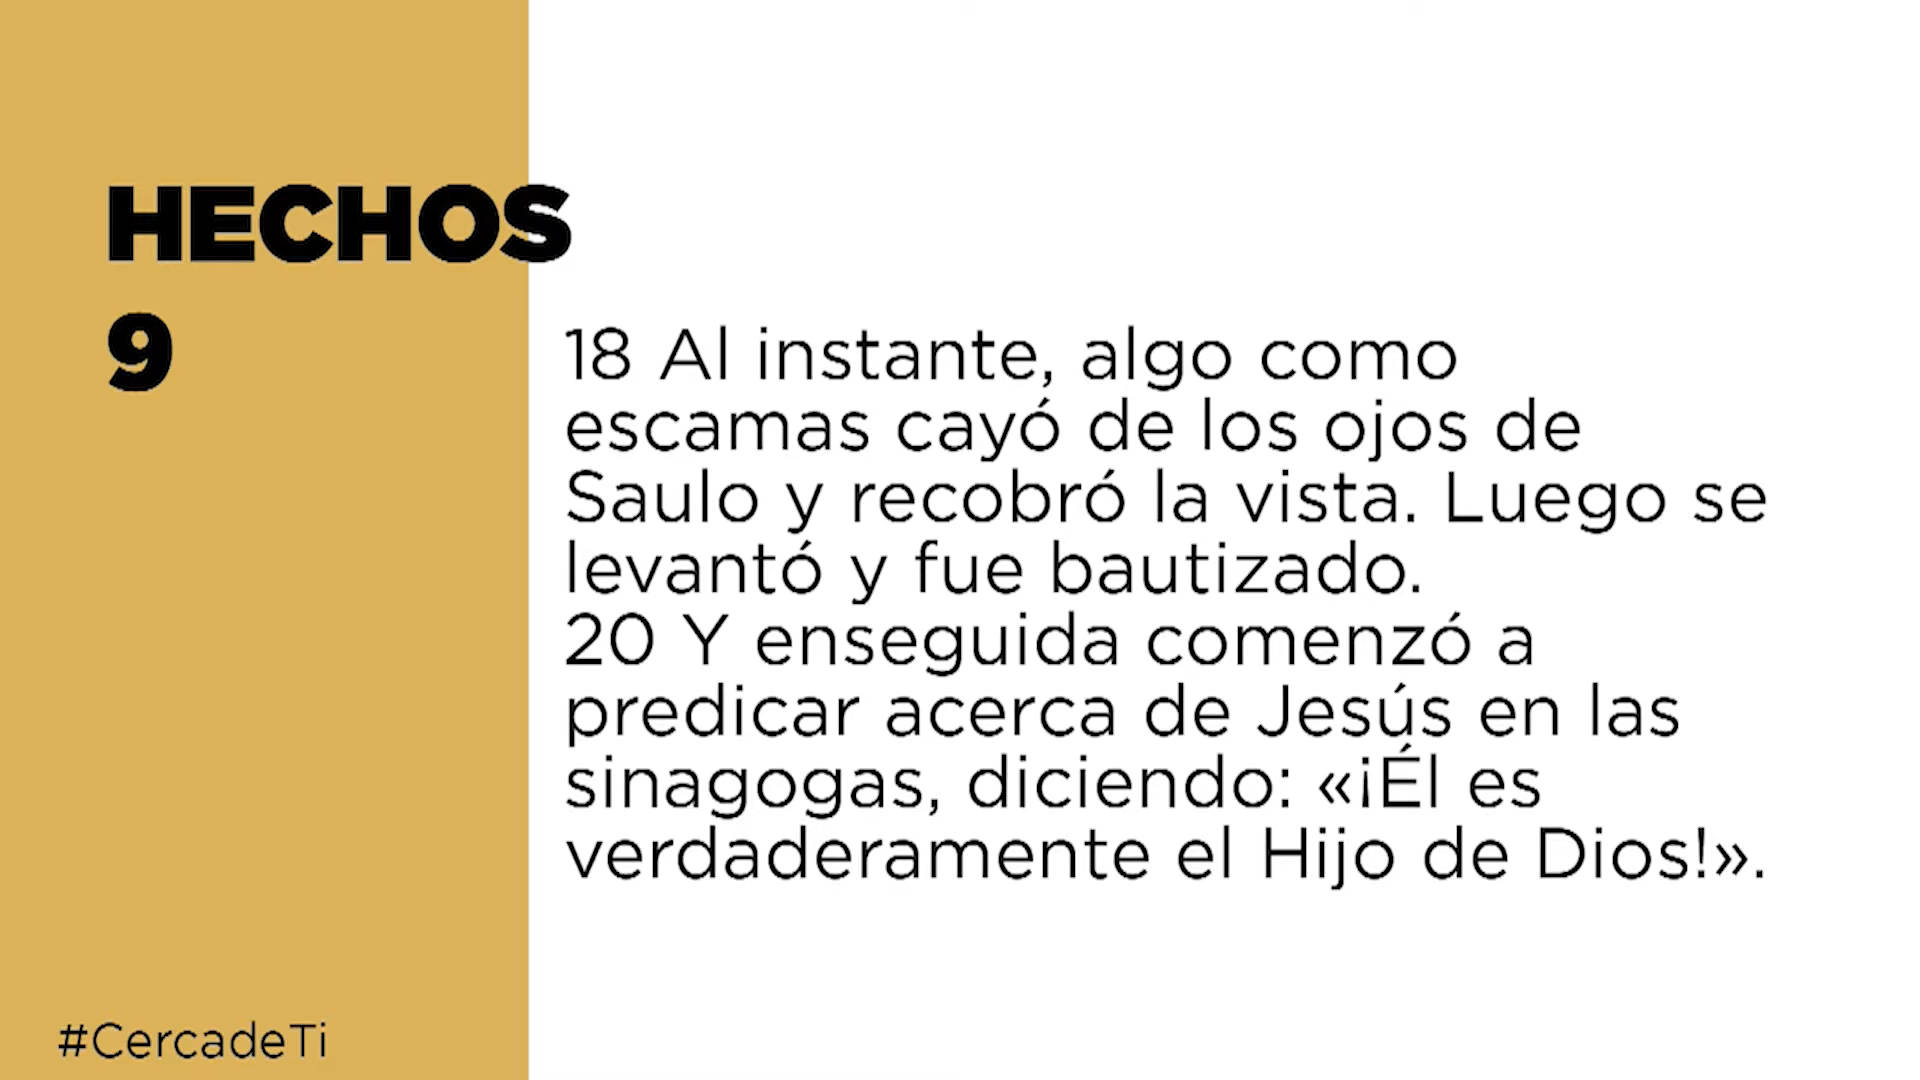 HECHOS
9
18 Al instante, algo como
escamas cayó de los ojos de
Saulo y recobró la vista. Luego se
levantó y fue bautizado.
20 Y enseguida comenzó a
predicar acerca de Jesús en las
sinagogas, diciendo: «¡Él es
verdaderamente el Hijo de Dios!».
#CercadeTi